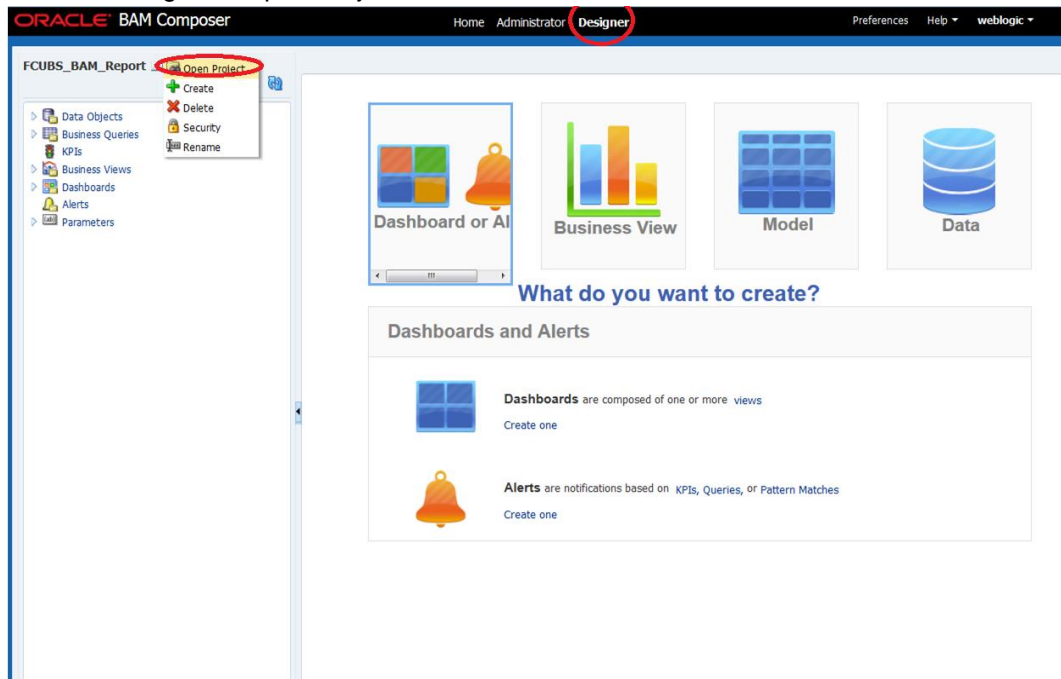 ORACLE BAM Composer
Home Administrator Designer
Preferences Help weblogic
FCUBS_BAM_Report
Open Project
Create
Delete
Security
Rename
Data Objects
Business Queries
KPIs
Business Views
Dashboards
Alerts
Parameters
Dashboard or Al
Business View
Model
Data
What do you want to create?
Dashboards and Alerts
Dashboards are composed of one or more views
Create one
Alerts are notifications based on KPIs, Queries, or Pattern Matches
Create one